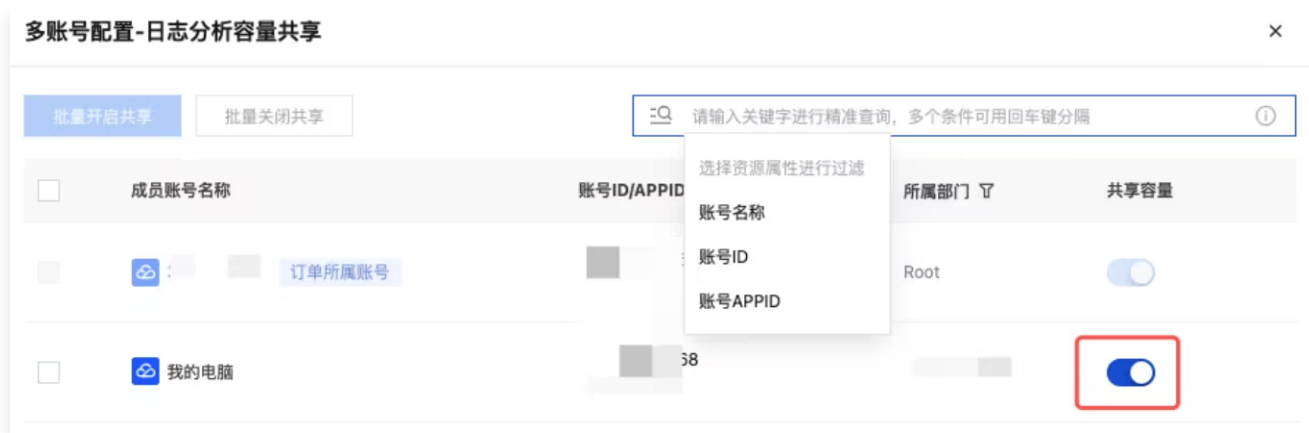 多账号配置-日志分析容量共享
批量开启共享 批量关闭共享 请输入关键字进行精准查询，多个条件可用回车键分隔
选择资源属性进行过滤
成员账号名称 账号ID/APPID 所属部门 共享容量
账号名称
账号ID
订单所属账号 Root
账号APPID
我的电脑 68